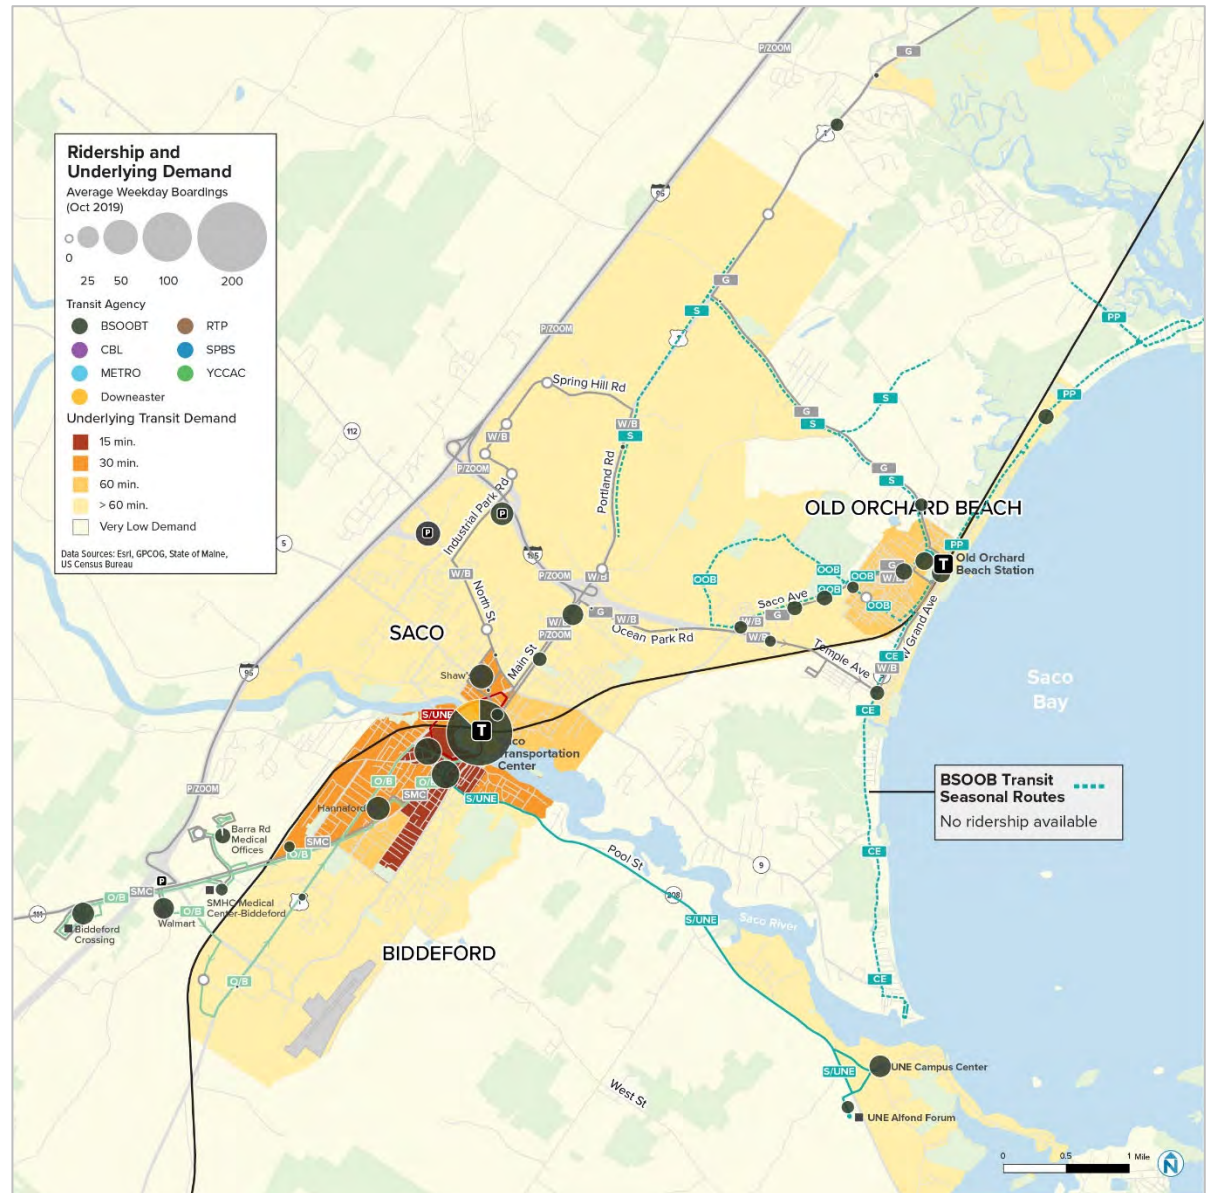 Ridership and
Underlying Demand
Average Weekday Boardings
(Oct 2019)
0
25
50
100
200
Transit Agency
BSOOBT
RTP
CBL
SPBS
METRO
YCCAC
Downeaster
Underlying Transit Demand
15 min.
30 min.
60 min.
> 60 min.
Very Low Demand
Data Sources: Esri, GPCOG, State of Maine,
US Census Bureau
P/ZOOM
G
1
95
G
S
1
PP
P/ZOOM
Spring Hill Rd
PP
112
W/B
W/B
S
G
S
S
P/ZOOM
Portland Rd
G
S
OLD ORCHARD BEACH
Industrial Park Rd
P
P
5
195
PP
T
Old Orchard
Beach Station
P/ZOOM
W/B
W/B
OOB
OOB
OOB
OOB
G
W/B
North St
Saco Ave
G
W/B
G
W/B
W/B
P/ZOOM
Ocean Park Rd
W/B
W Grand Ave
SACO
Main St
Temple Ave
CE
W/B
95
Shaw's
Saco
Bay
CE
S/UNE
T
Saco
Transportation
Center
O/B
O/B
SMC
S/UNE
P/ZOOM
Hannaford
BSOOB Transit
Seasonal Routes
No ridership available
Barra Rd
Medical
Offices
SMC
O/B
Pool St
CE
9
P
SMC
O/B
SMHC Medical
Center-Biddeford
1
208
111
O/B
Walmart
Biddeford
Crossing
S/UNE
Saco River
BIDDEFORD
O/B
CE
S/UNE
UNE Campus Center
West St
UNE Alfond Forum
0
0.5
1 Mile
N